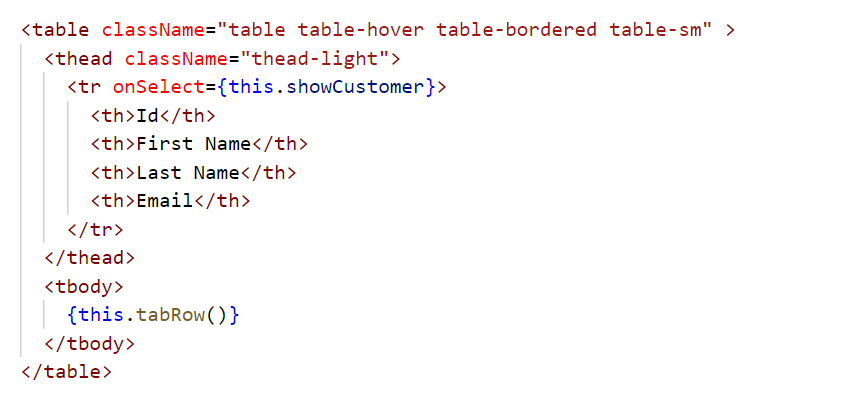 <table className="table table-hover table-bordered table-sm" >
  <thead className="thead-light">
    <tr onSelect={this.showCustomer}>
      <th>Id</th>
      <th>First Name</th>
      <th>Last Name</th>
      <th>Email</th>
    </tr>
  </thead>
  <tbody>
    {this.tabRow()}
  </tbody>
</table>